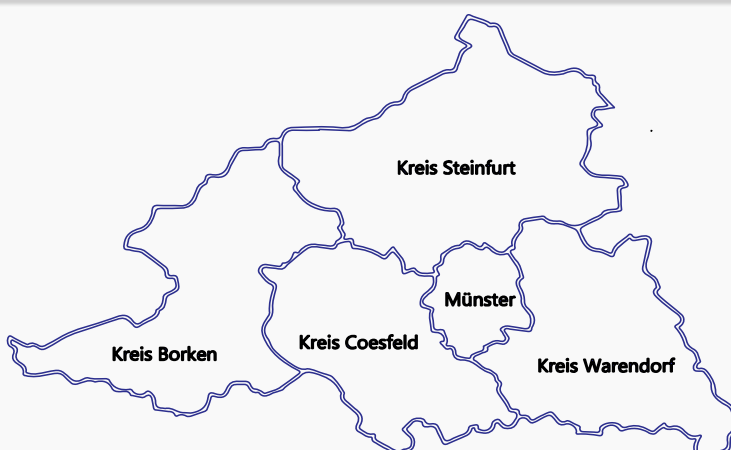 Kreis Steinfurt
Münster
Kreis Coesfeld
Kreis Borken
Kreis Warendorf